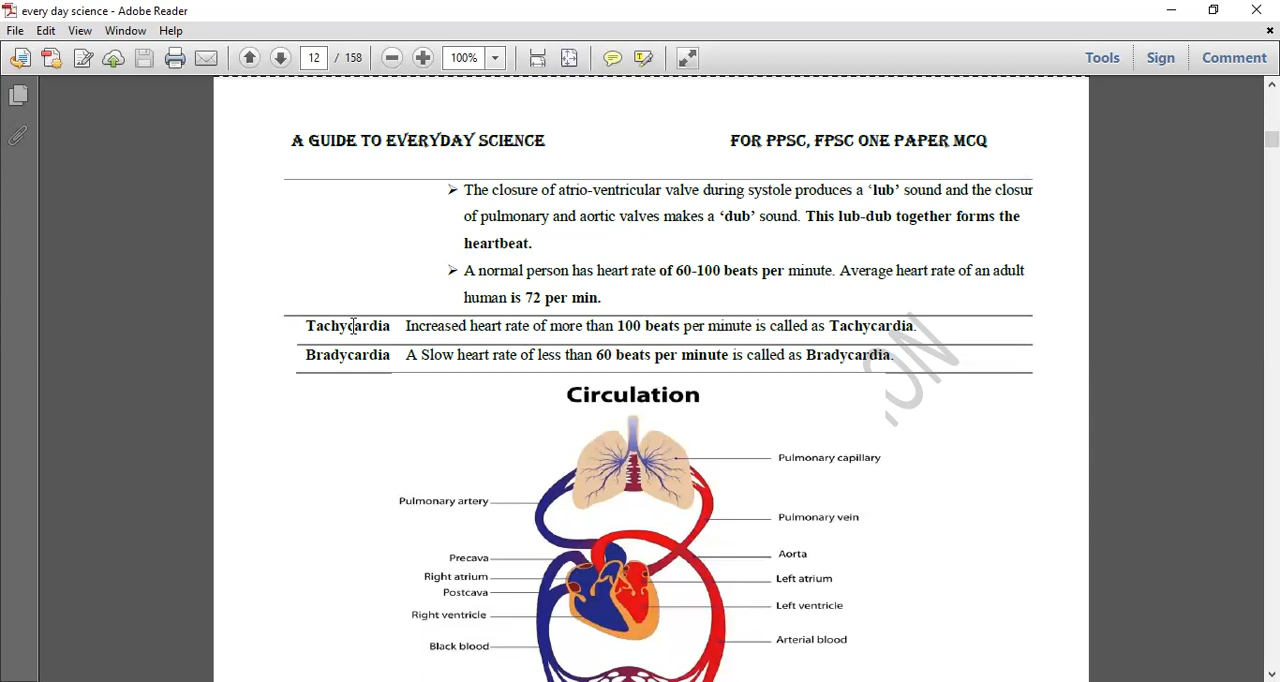 every day science - Adobe Reader
File Edit View Window Help
12 / 158 100% Tools Sign Comment
A GUIDE TO EVERYDAY SCIENCE FOR PPSC, FPSC ONE PAPER MCQ
➢ The closure of atrio-ventricular valve during systole produces a ‘lub’ sound and the closur
of pulmonary and aortic valves makes a ‘dub’ sound. This lub-dub together forms the
heartbeat.
➢ A normal person has heart rate of 60-100 beats per minute. Average heart rate of an adult
human is 72 per min.
Tachycardia Increased heart rate of more than 100 beats per minute is called as Tachycardia.
Bradycardia A Slow heart rate of less than 60 beats per minute is called as Bradycardia.
ON
Circulation
Pulmonary capillary
Pulmonary artery
Pulmonary vein
Precava
Aorta
Right atrium
Left atrium
Postcava
Left ventricle
Right ventricle
Arterial blood
Black blood